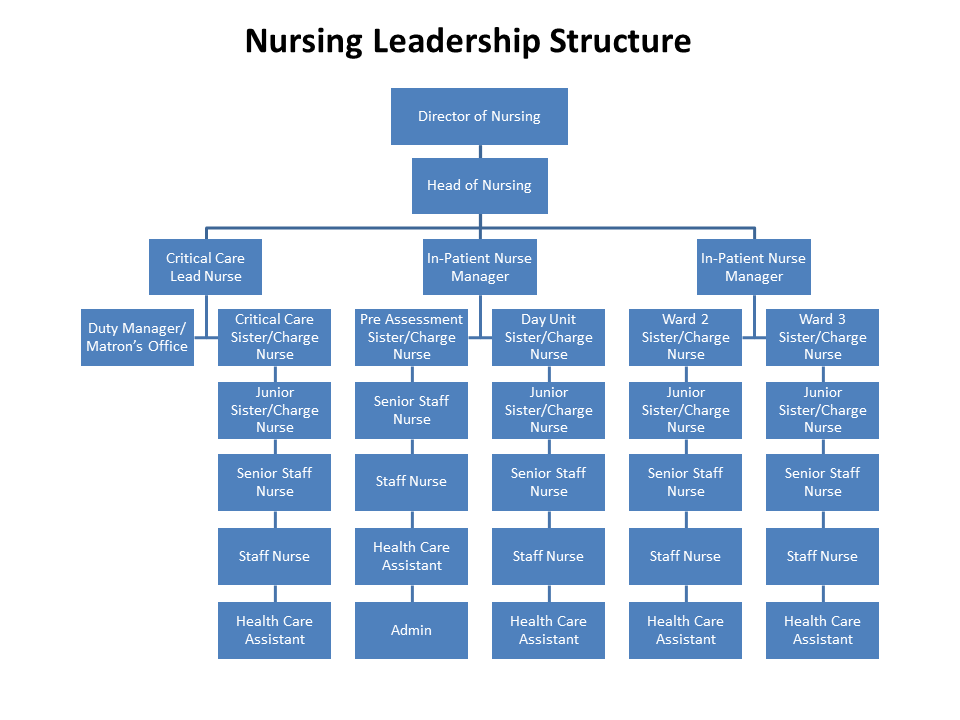 Nursing Leadership Structure
Director of Nursing
Head of Nursing
Critical Care
Lead Nurse
In-Patient Nurse
Manager
In-Patient Nurse
Manager
Duty Manager/
Matron’s Office
Critical Care
Sister/Charge
Nurse
Pre Assessment
Sister/Charge
Nurse
Day Unit
Sister/Charge
Nurse
Ward 2
Sister/Charge
Nurse
Ward 3
Sister/Charge
Nurse
Junior
Sister/Charge
Nurse
Senior Staff
Nurse
Junior
Sister/Charge
Nurse
Junior
Sister/Charge
Nurse
Junior
Sister/Charge
Nurse
Senior Staff
Nurse
Staff Nurse
Senior Staff
Nurse
Senior Staff
Nurse
Senior Staff
Nurse
Staff Nurse
Health Care
Assistant
Staff Nurse
Staff Nurse
Staff Nurse
Health Care
Assistant
Admin
Health Care
Assistant
Health Care
Assistant
Health Care
Assistant